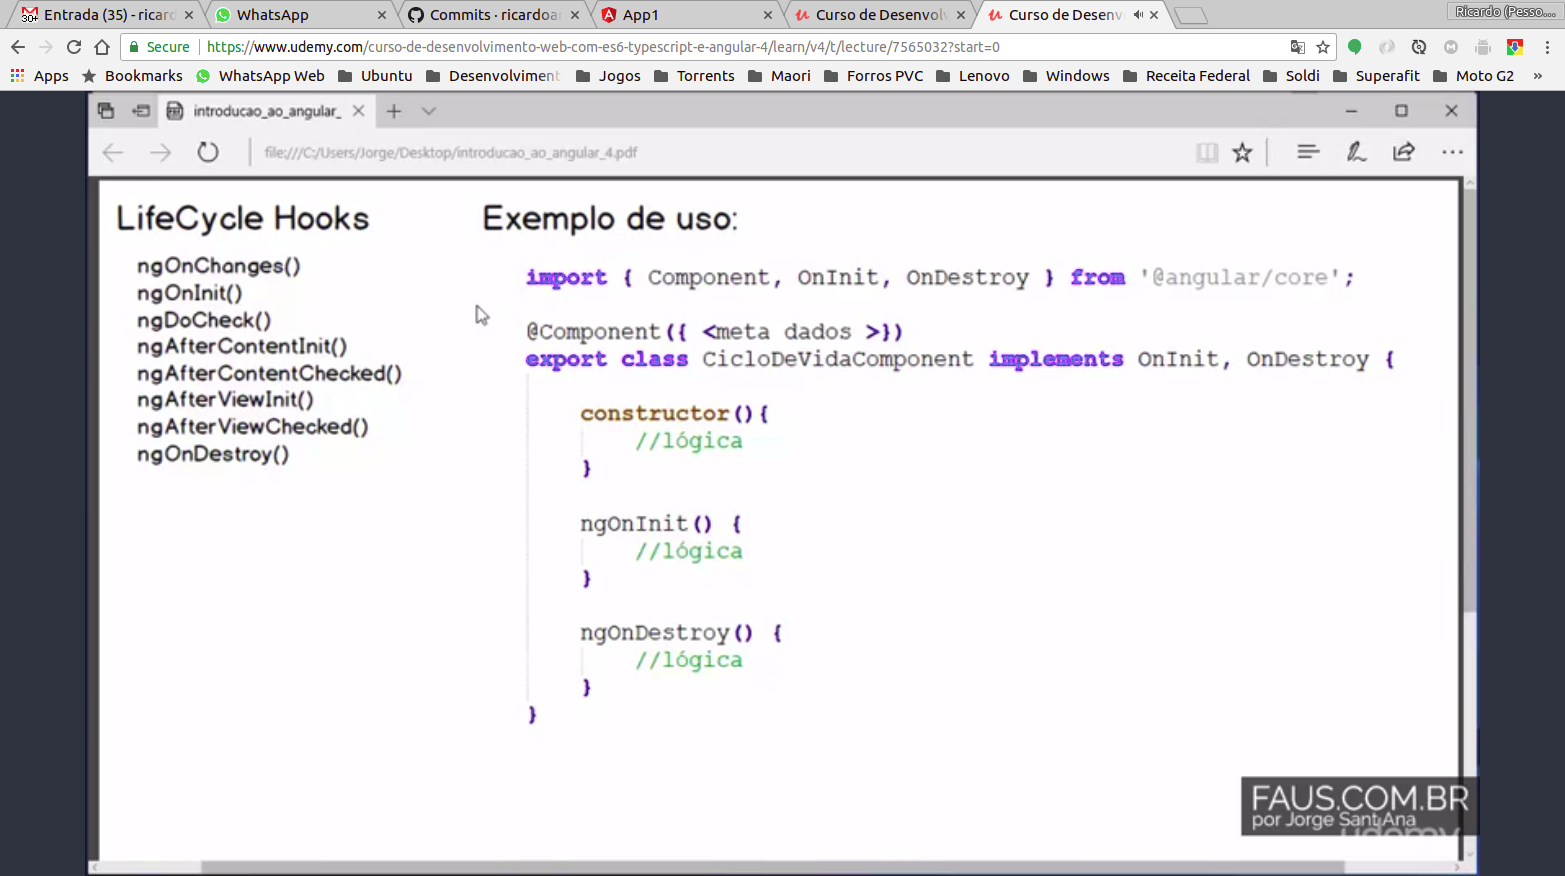 Entrada (35) - ricard
WhatsApp
Commits · ricardoar
App1
Curso de Desenvolv
Curso de Desenv
Ricardo (Pesso...
Secure
https://www.udemy.com/curso-de-desenvolvimento-web-com-es6-typescript-e-angular-4/learn/v4/t/lecture/7565032?start=0
Apps
Bookmarks
WhatsApp Web
Ubuntu
Desenvolviment
Jogos
Torrents
Maori
Forros PVC
Lenovo
Windows
Receita Federal
Soldi
Superafit
Moto G2
»
introducao_ao_angular_
file:///C:/Users/Jorge/Desktop/introducao_ao_angular_4.pdf
LifeCycle Hooks
ngOnChanges()
ngOnInit()
ngDoCheck()
ngAfterContentInit()
ngAfterContentChecked()
ngAfterViewInit()
ngAfterViewChecked()
ngOnDestroy()
Exemplo de uso:
import { Component, OnInit, OnDestroy } from '@angular/core';
@Component({ <meta dados >})
export class CicloDeVidaComponent implements OnInit, OnDestroy {
constructor(){
//lógica
}
ngOnInit() {
//lógica
}
ngOnDestroy() {
//lógica
}
}
FAUS.COM.BR
por Jorge Sant'Ana
udemy